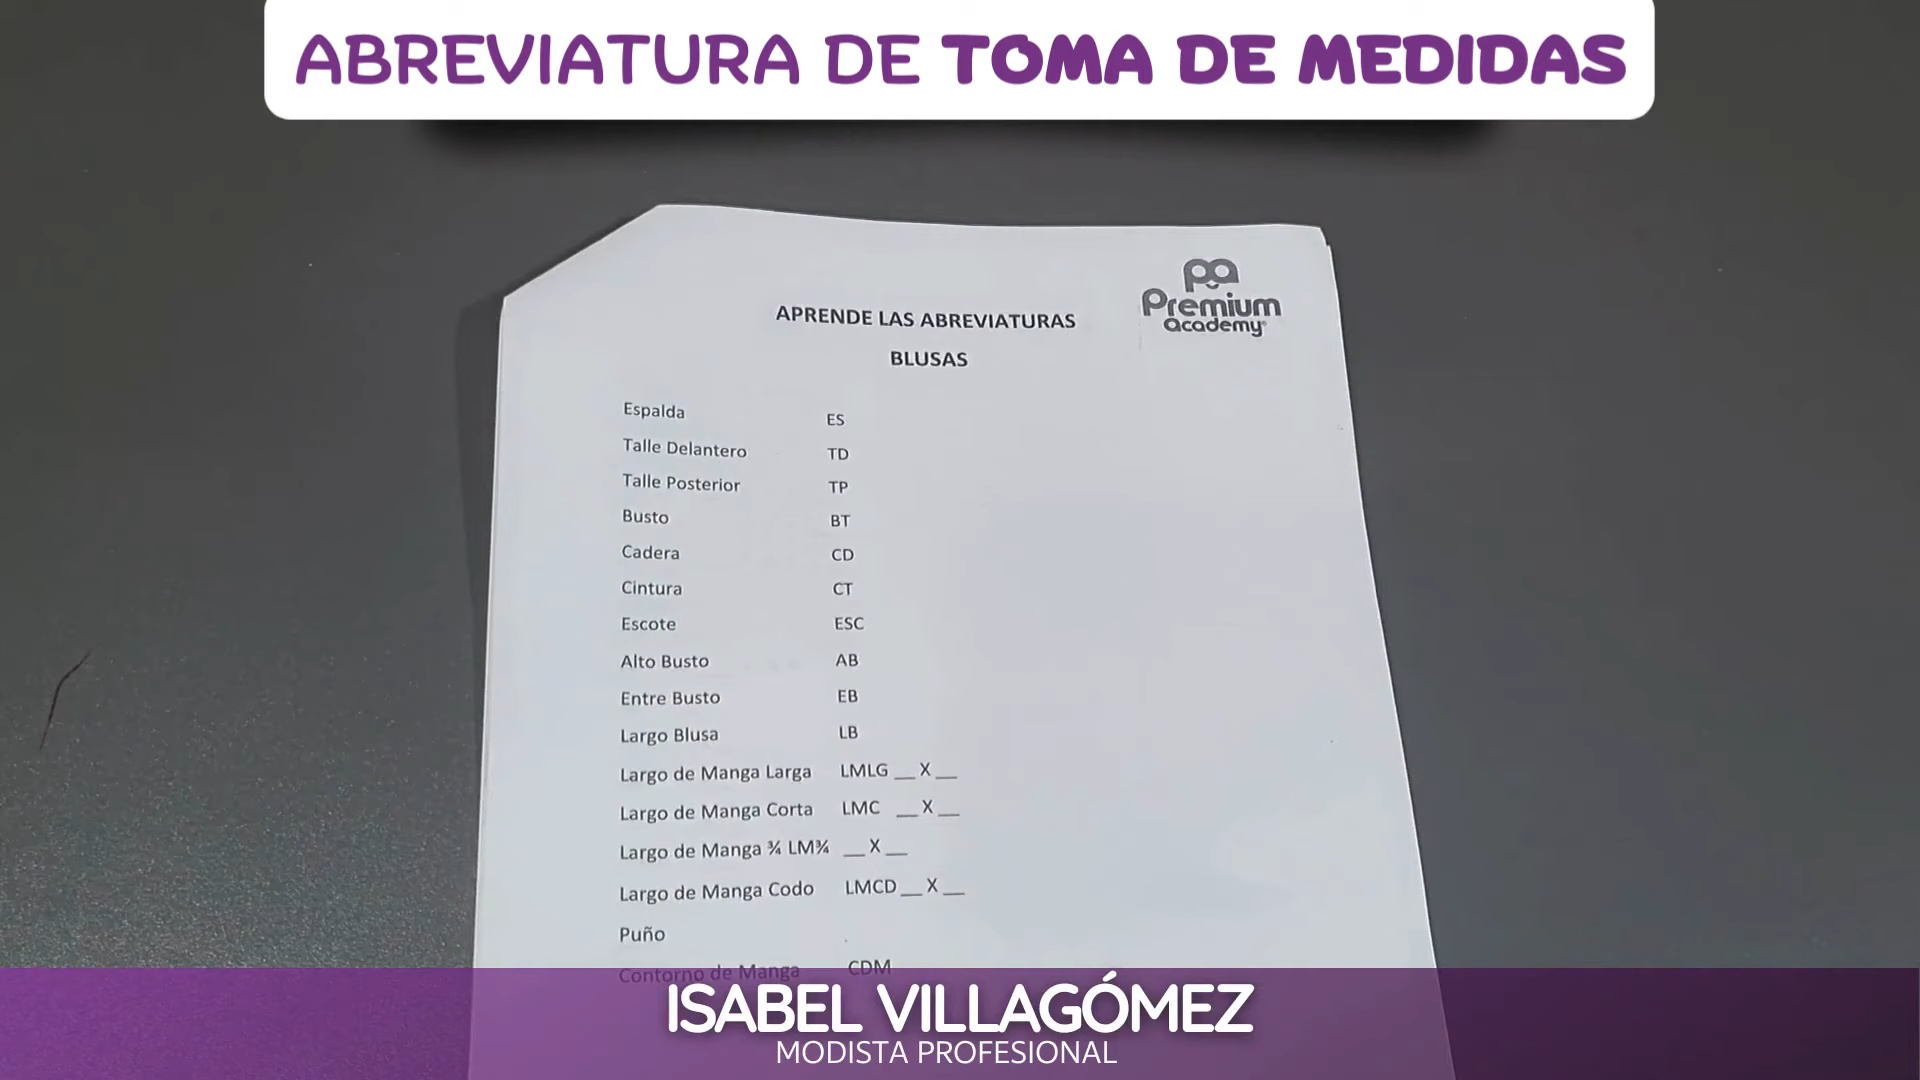 ABREVIATURA DE TOMA DE MEDIDAS
Premium
academy
APRENDE LAS ABREVIATURAS
BLUSAS
Espalda ES
Talle Delantero TD
Talle Posterior TP
Busto BT
Cadera CD
Cintura CT
Escote ESC
Alto Busto AB
Entre Busto EB
Largo Blusa LB
Largo de Manga Larga LMLG __ X __
Largo de Manga Corta LMC __ X __
Largo de Manga ¾ LM¾ __ X __
Largo de Manga Codo LMCD __ X __
Puño
Contorno de Manga CDM
ISABEL VILLAGÓMEZ
MODISTA PROFESIONAL